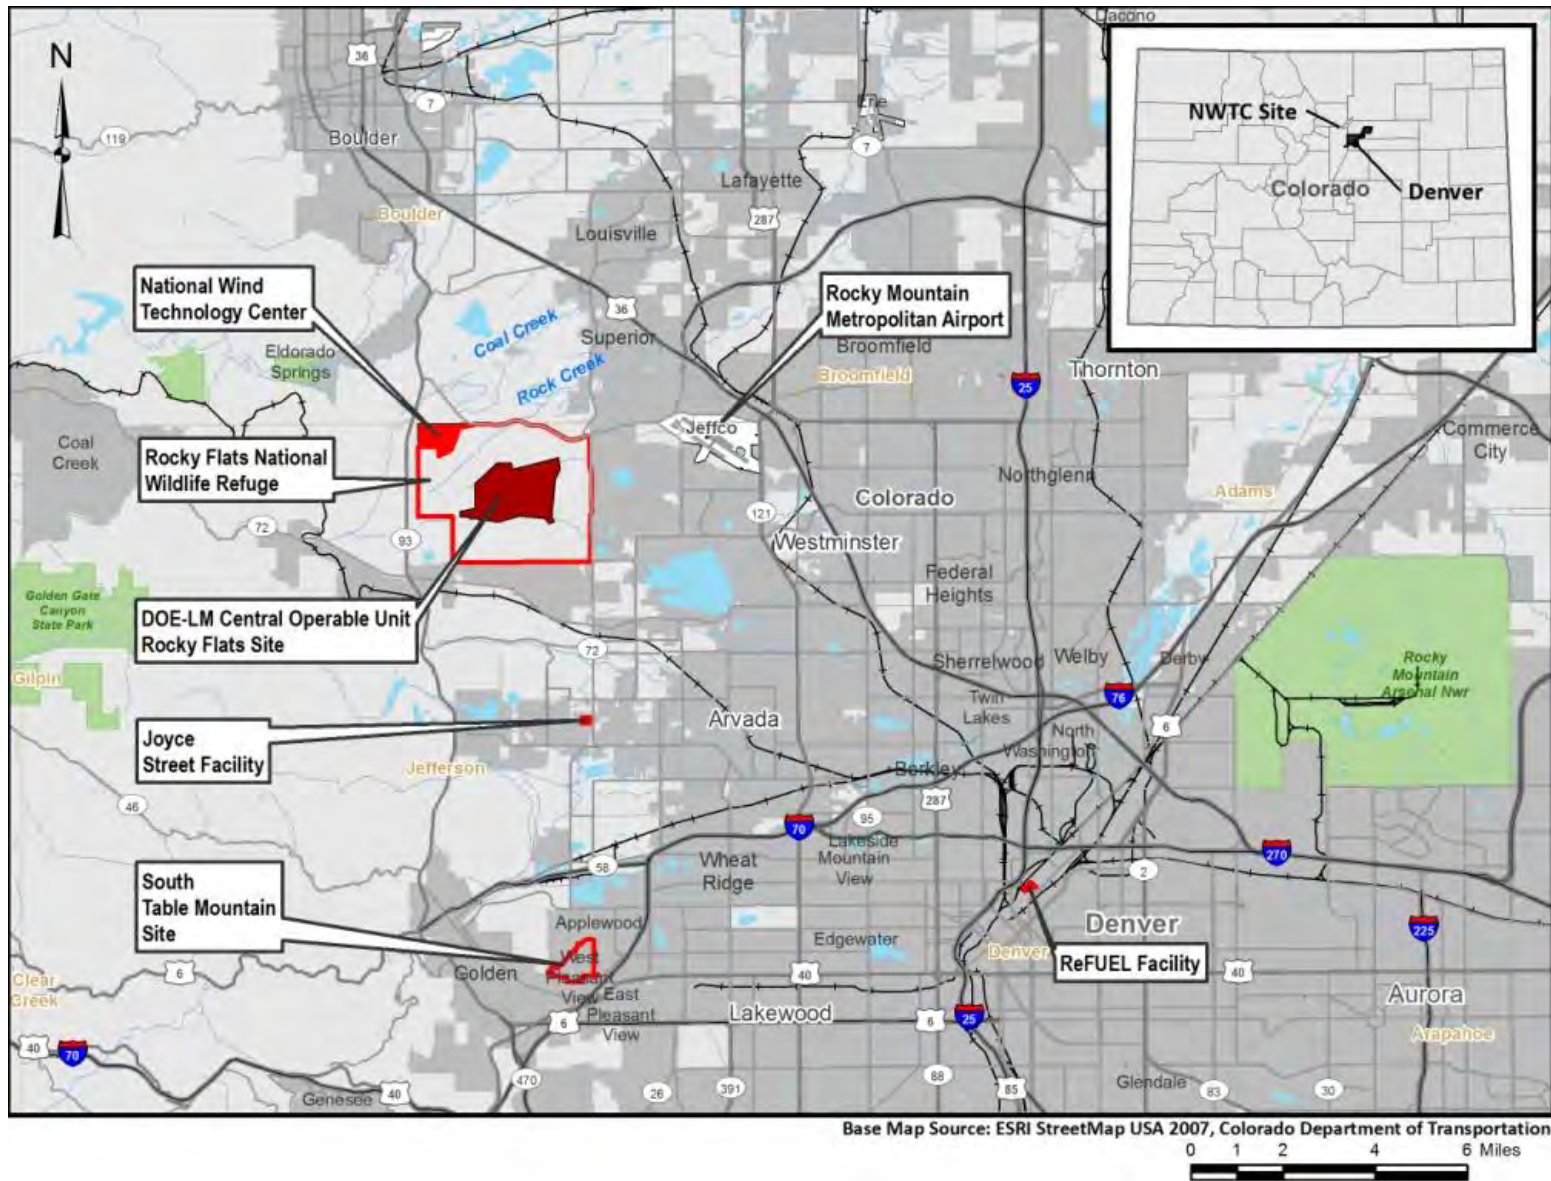 N
Dacono
36
7
119
Boulder
Boulder
Erie
7
Lafayette
287
Louisville
NWTC Site
Colorado
Denver
National Wind
Technology Center
Eldorado
Springs
Coal Creek
Rock Creek
36
Superior
Rocky Mountain
Metropolitan Airport
Broomfield
Broomfield
25
Thornton
Coal
Creek
Jeffco
Commerce
City
Rocky Flats National
Wildlife Refuge
Northglenn
Colorado
Adams
72
93
121
Westminster
Federal
Heights
Golden Gate
Canyon
State Park
DOE-LM Central Operable Unit
Rocky Flats Site
72
Gilpin
Sherrelwood
Welby
Derby
Rocky
Mountain
Arsenal Nwr
76
Twin
Lakes
6
Arvada
North
Washington
Joyce
Street Facility
Jefferson
Berkley
46
287
70
95
Lakeside
Mountain
View
58
Wheat
Ridge
270
2
South
Table Mountain
Site
Applewood
Edgewater
Denver
Denver
225
ReFUEL Facility
West
Pleasant
View
Golden
6
40
40
Clear
Creek
East
Pleasant
View
Lakewood
Aurora
Arapahoe
6
6
25
40
70
470
40
Genesee
26
391
88
85
Glendale
83
30
Base Map Source: ESRI StreetMap USA 2007, Colorado Department of Transportation
0 1 2 4 6 Miles